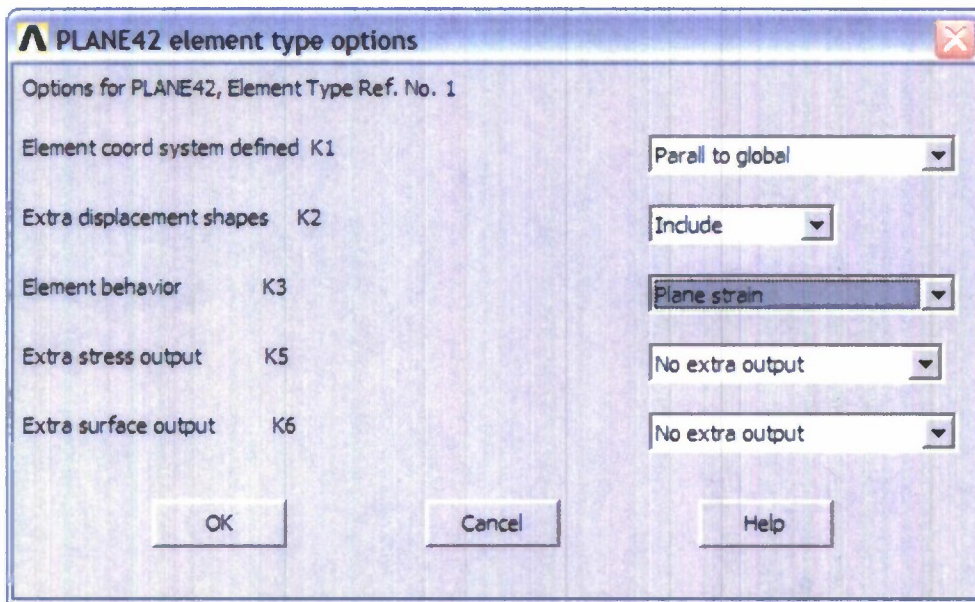 PLANE42 element type options
Options for PLANE42, Element Type Ref. No. 1
Element coord system defined K1 Parall to global
Extra displacement shapes K2 Include
Element behavior K3 Plane strain
Extra stress output K5 No extra output
Extra surface output K6 No extra output
OK Cancel Help